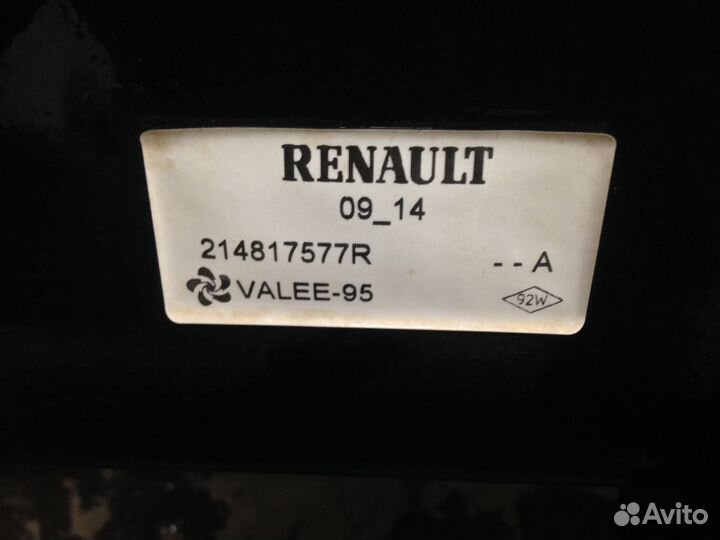 RENAULT
09_14
214817577R --A
VALEE-95 92W
Avito